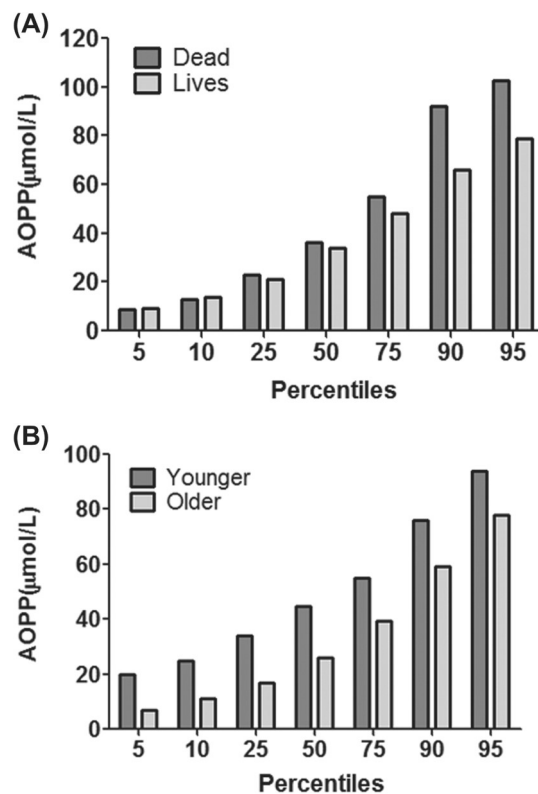 (A)
120
100
80
60
40
20
0
AOPP(µmol/L)
Dead
Lives
5 10 25 50 75 90 95
Percentiles
(B)
100
80
60
40
20
0
AOPP(µmol/L)
Younger
Older
5 10 25 50 75 90 95
Percentiles